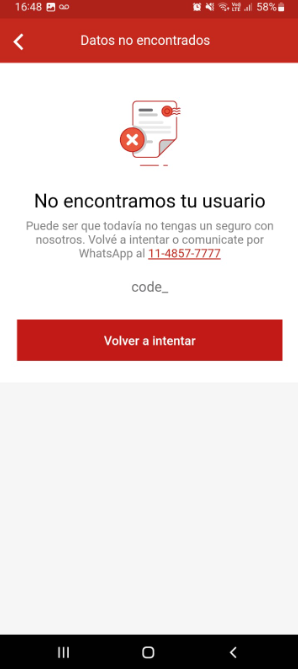 16:48 58%
Datos no encontrados
No encontramos tu usuario
Puede ser que todavía no tengas un seguro con
nosotros. Volvé a intentar o comunicate por
WhatsApp al 11-4857-7777
code_
Volver a intentar